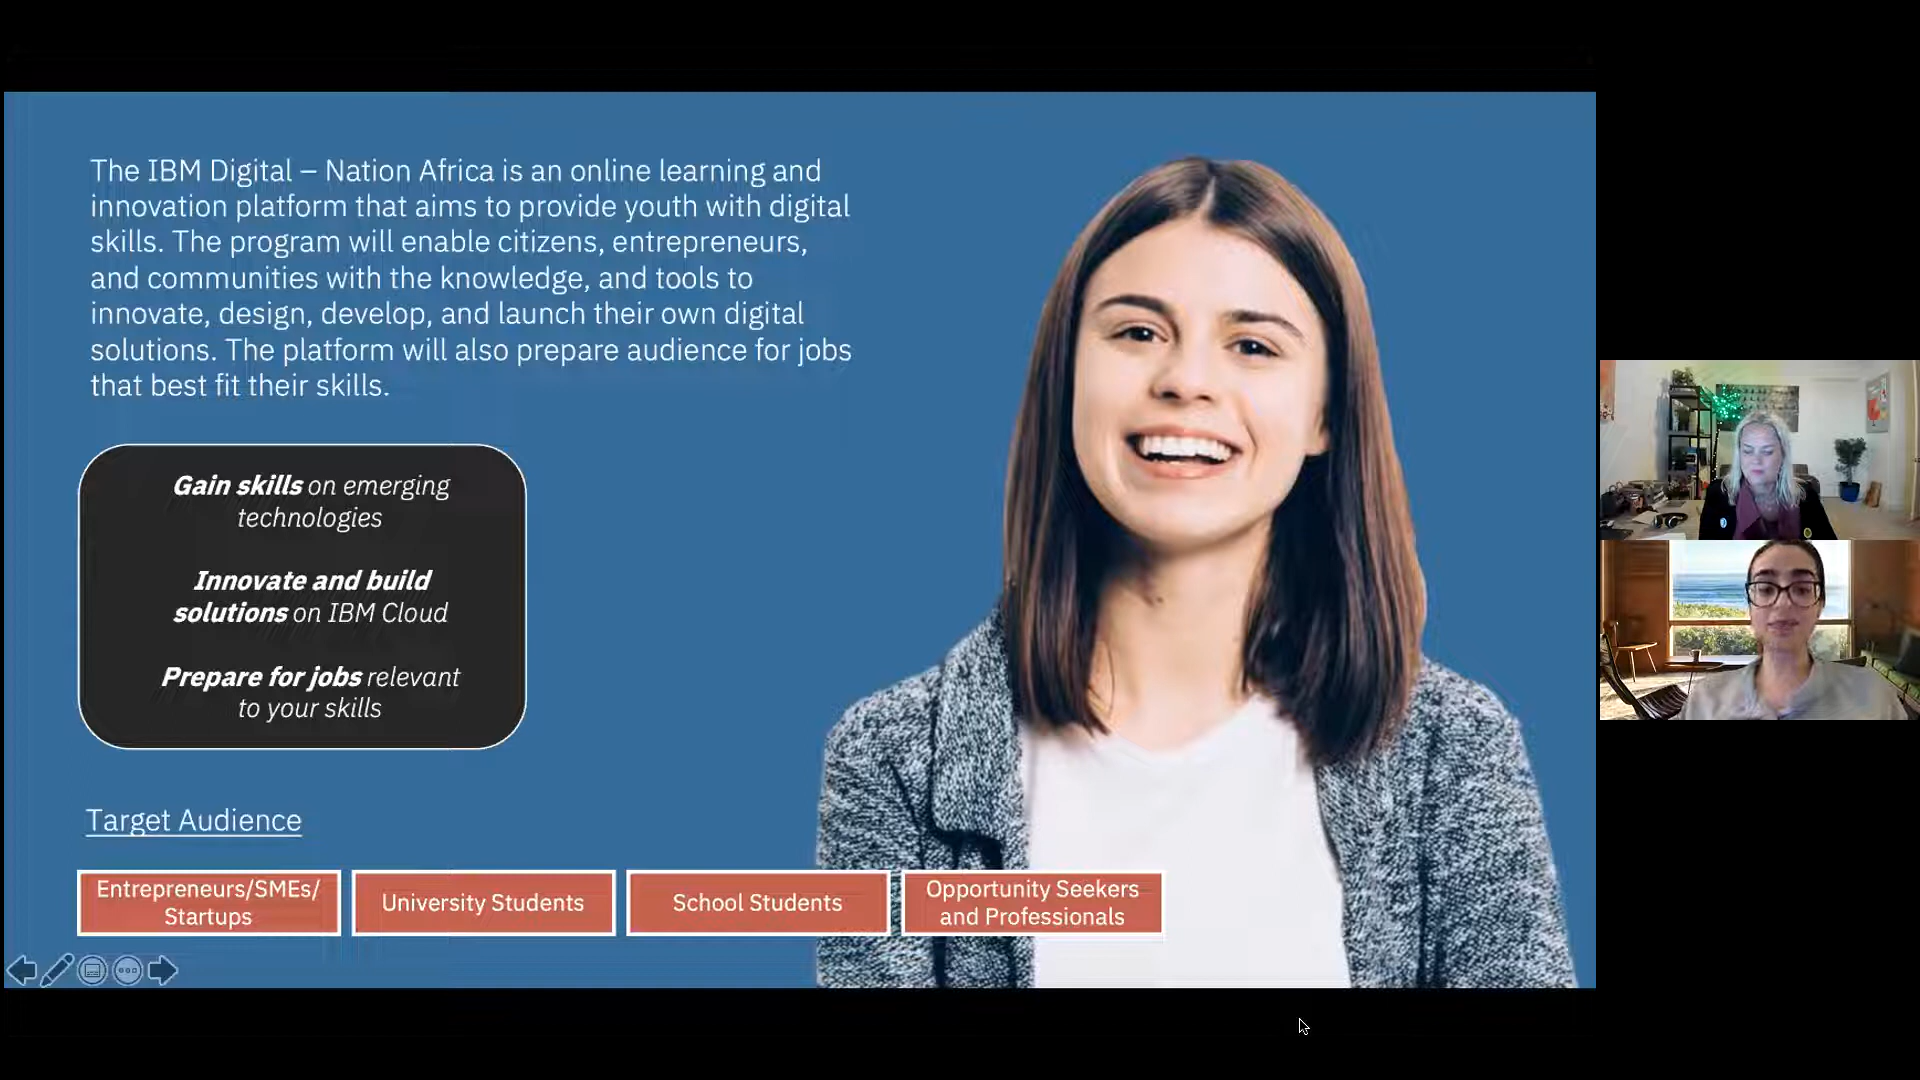 The IBM Digital – Nation Africa is an online learning and
innovation platform that aims to provide youth with digital
skills. The program will enable citizens, entrepreneurs,
and communities with the knowledge, and tools to
innovate, design, develop, and launch their own digital
solutions. The platform will also prepare audience for jobs
that best fit their skills.
Gain skills on emerging
technologies
Innovate and build
solutions on IBM Cloud
Prepare for jobs relevant
to your skills
Target Audience
Entrepreneurs/SMEs/
Startups
University Students
School Students
Opportunity Seekers
and Professionals